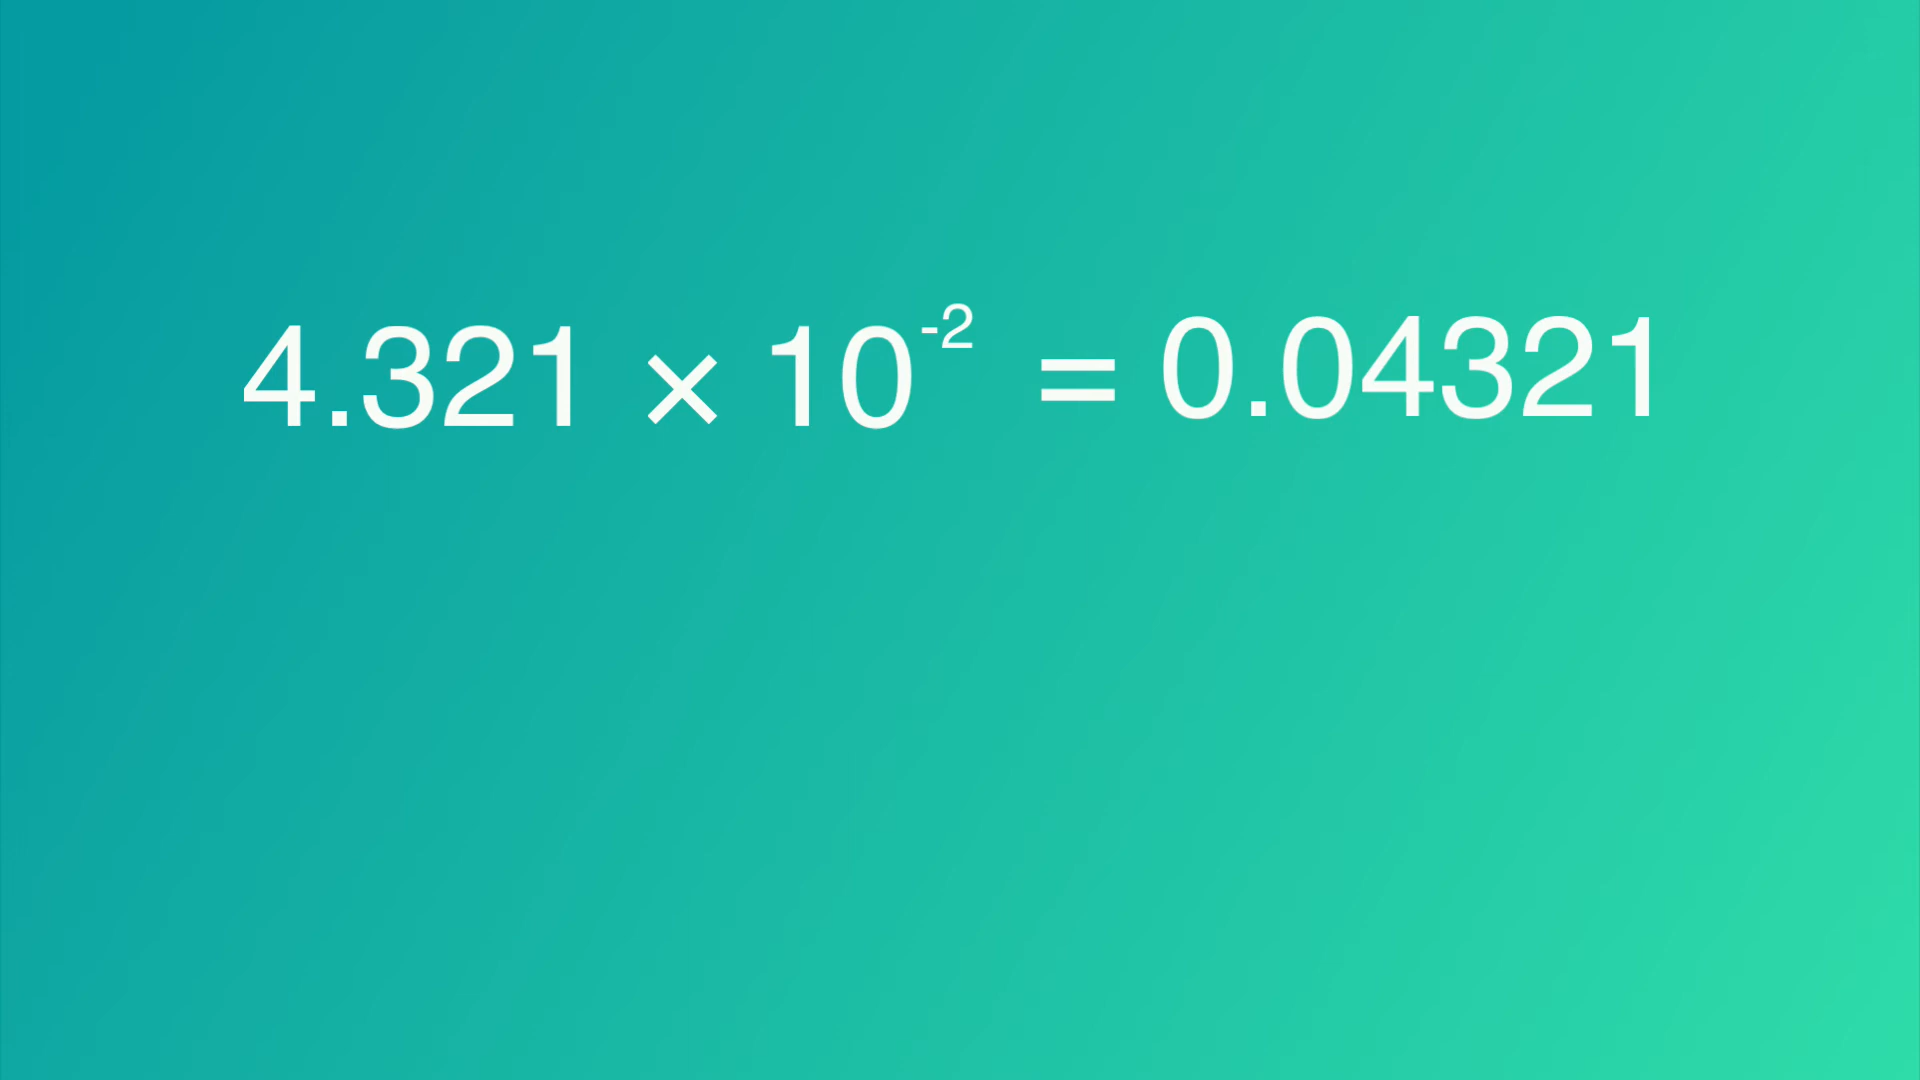 4.321 × 10⁻² = 0.04321